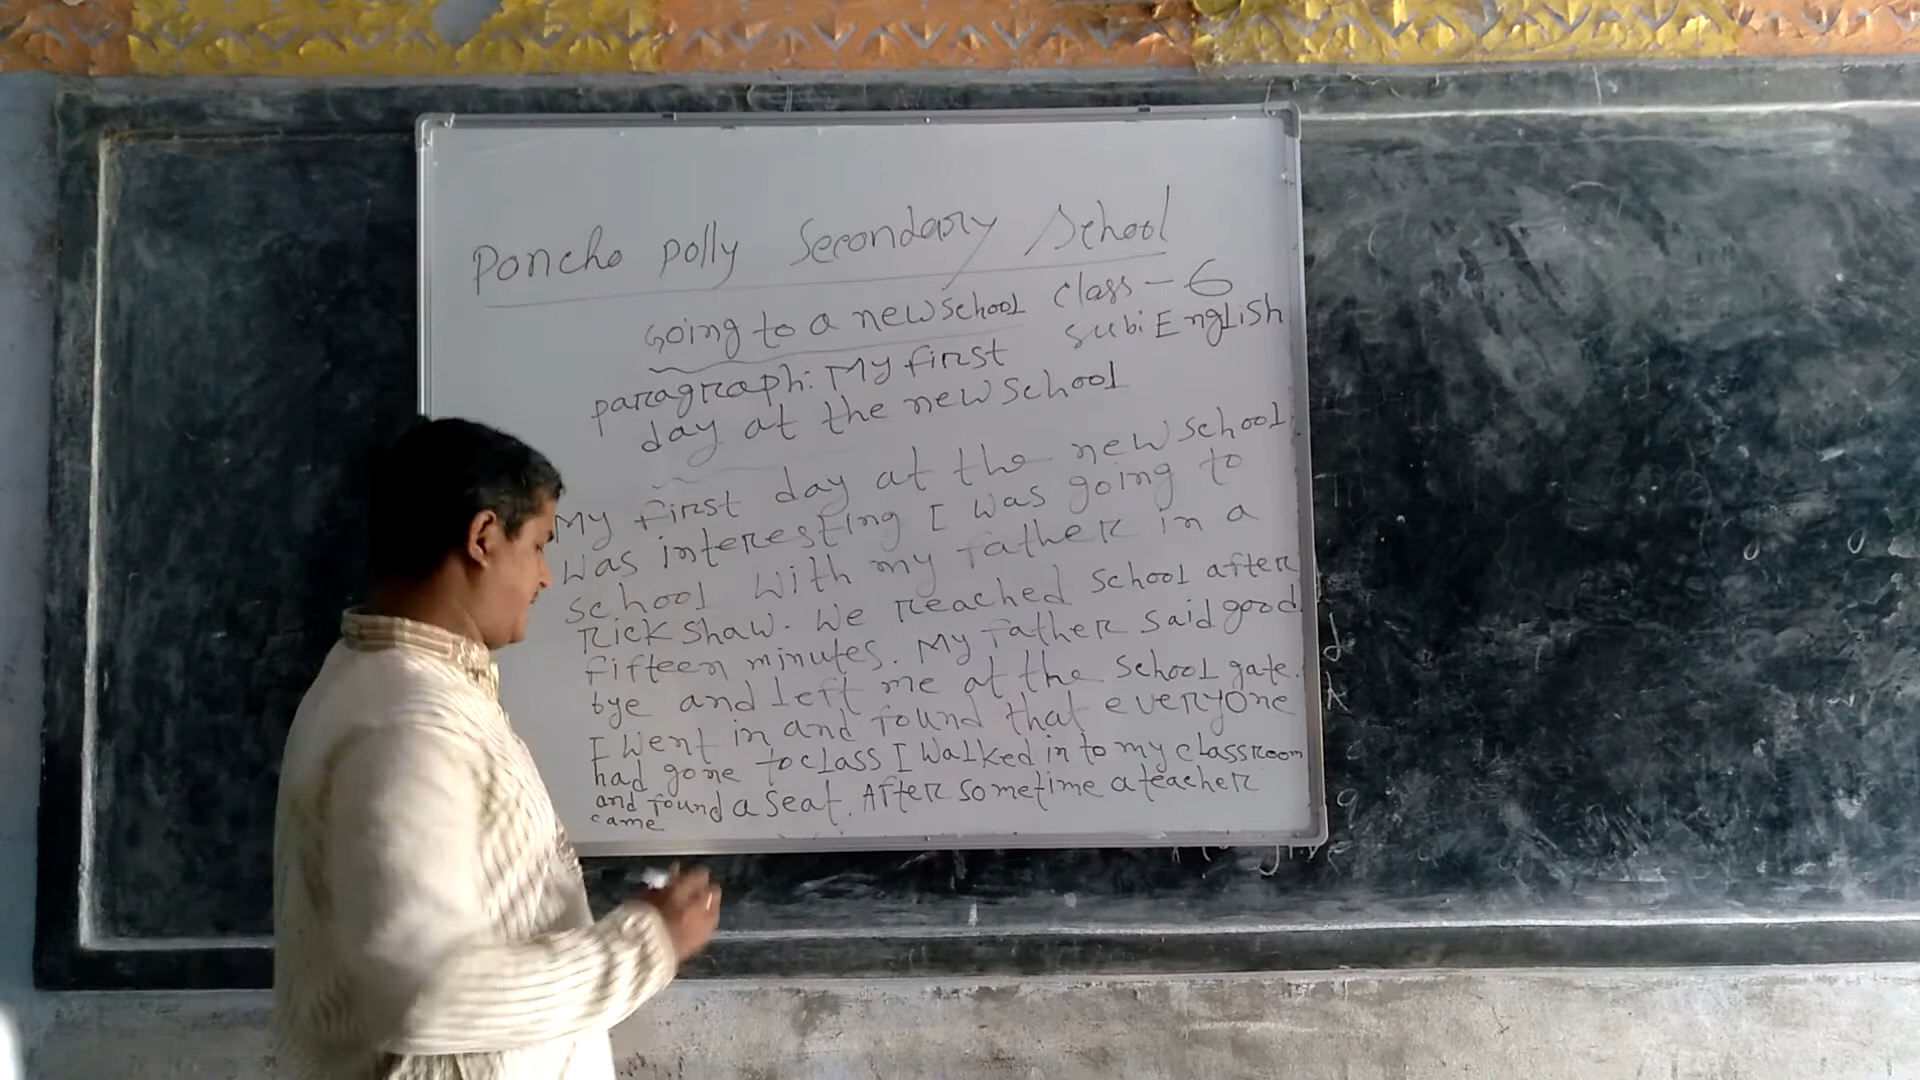 Poncho polly Secondary School
Going to a new school class - 6
sub: English
paragraph: My first
day at the new school
My first day at the new school
was interesting I was going to
school with my father in a
rickshaw. We reached school after
fifteen minutes. My father said good
bye and left me at the school gate.
I went in and found that everyone
had gone to class I walked in to my classroom
and found a seat. After sometime a teacher
came